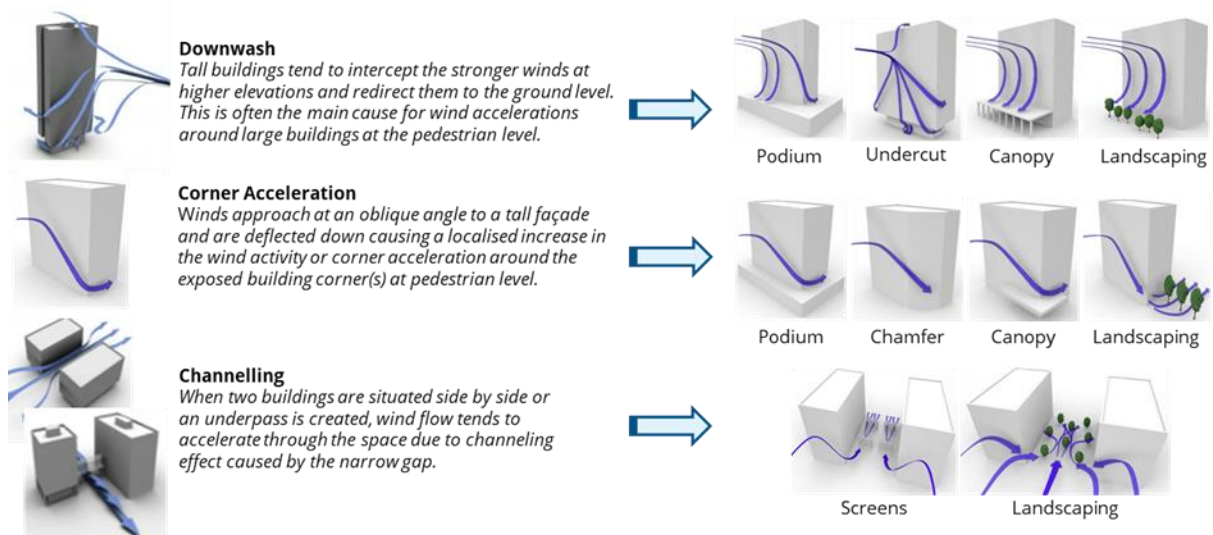 Downwash
Tall buildings tend to intercept the stronger winds at
higher elevations and redirect them to the ground level.
This is often the main cause for wind accelerations
around large buildings at the pedestrian level.
Podium
Undercut
Canopy
Landscaping
Corner Acceleration
Winds approach at an oblique angle to a tall façade
and are deflected down causing a localised increase in
the wind activity or corner acceleration around the
exposed building corner(s) at pedestrian level.
Podium
Chamfer
Canopy
Landscaping
Channelling
When two buildings are situated side by side or
an underpass is created, wind flow tends to
accelerate through the space due to channeling
effect caused by the narrow gap.
Screens
Landscaping